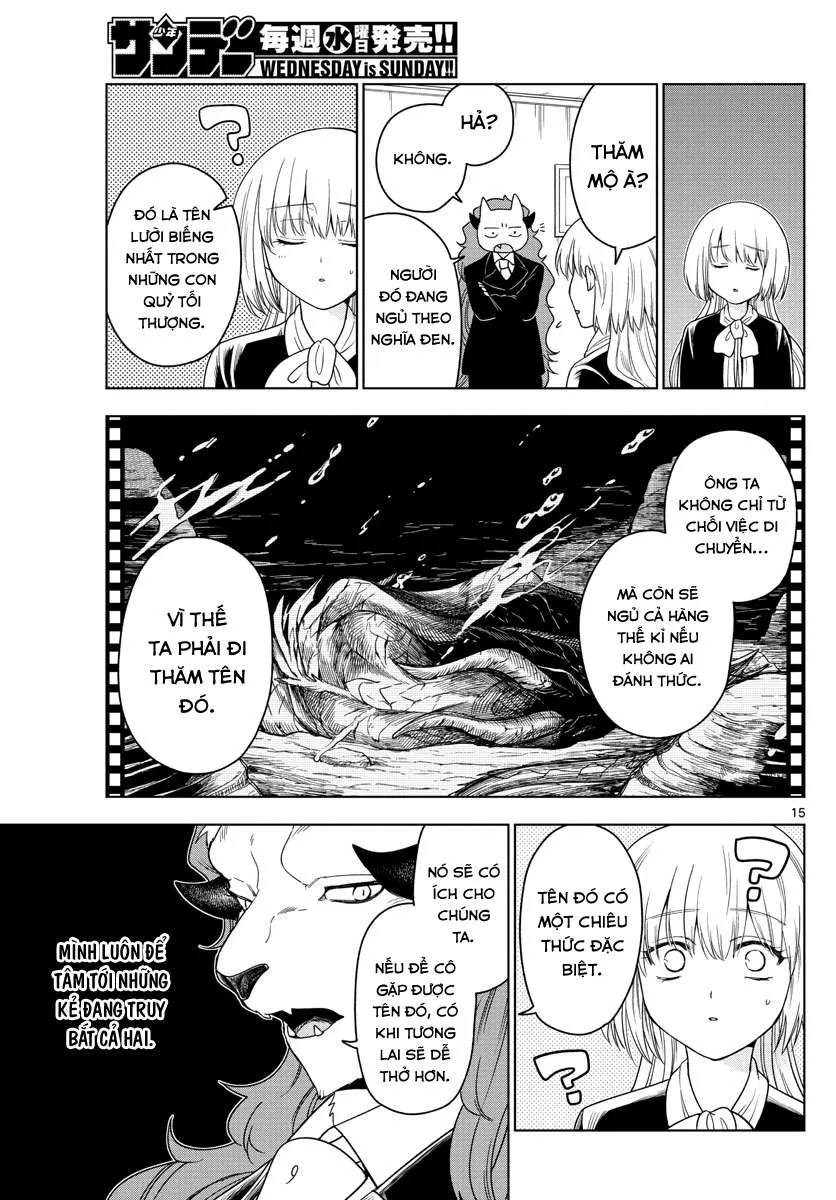 少年
サンデー 毎週水曜日発売!!
WEDNESDAY is SUNDAY!!
THĂM
MỘ À?
HẢ?
KHÔNG.
NGƯỜI
ĐÓ ĐANG
NGỦ THEO
NGHĨA ĐEN.
?
ĐÓ LÀ TÊN
LƯỜI BIẾNG
NHẤT TRONG
NHỮNG CON
QUỶ TỐI
THƯỢNG.
ÔNG TA
KHÔNG CHỈ TỪ
CHỐI VIỆC DI
CHUYỂN...
MÀ CÒN SẼ
NGỦ CẢ HÀNG
THẾ KỈ NẾU
KHÔNG AI
ĐÁNH THỨC.
VÌ THẾ
TA PHẢI ĐI
THĂM TÊN
ĐÓ.
15
?
TÊN ĐÓ CÓ
MỘT CHIÊU
THỨC ĐẶC
BIỆT.
?
NÓ SẼ CÓ
ÍCH CHO
CHÚNG
TA.
NẾU ĐỂ CÔ
GẶP ĐƯỢC
TÊN ĐÓ, CÓ
KHI TƯƠNG
LAI SẼ DỄ
THỞ HƠN.
MÌNH LUÔN ĐỂ
TÂM TỚI NHỮNG
KẺ ĐANG TRUY
BẮT CẢ HAI.